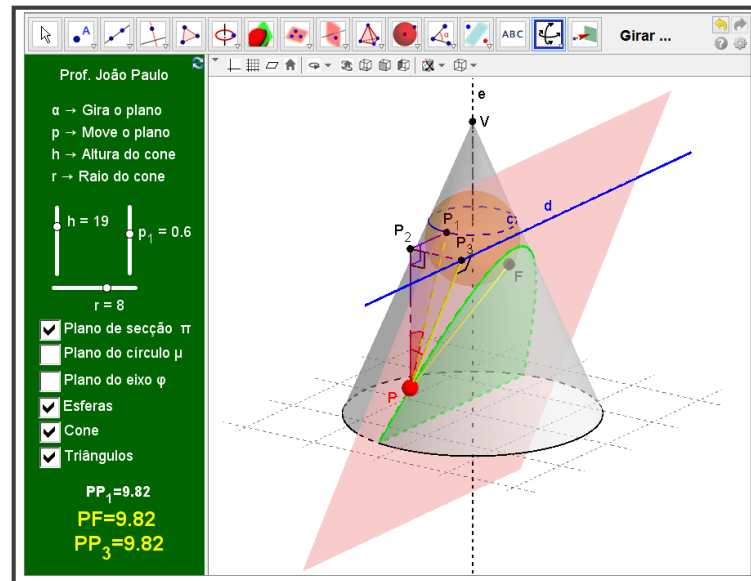 ABC
Girar ...
Prof. João Paulo
α → Gira o plano
p → Move o plano
h → Altura do cone
r → Raio do cone
h = 19
p₁ = 0.6
r = 8
Plano de secção π
Plano do círculo μ
Plano do eixo φ
Esferas
Cone
Triângulos
PP₁=9.82
PF=9.82
PP₃=9.82
e
V
d
c
P₁
P₂
P₃
F
P